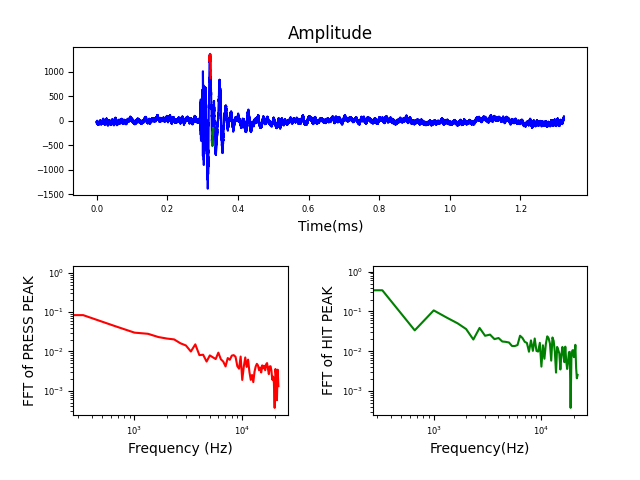 Amplitude
1000
500
0
−500
−1000
−1500
0.0 0.2 0.4 0.6 0.8 1.0 1.2
Time(ms)
FFT of PRESS PEAK
10⁰
10⁻¹
10⁻²
10⁻³
10³ 10⁴
Frequency (Hz)
FFT of HIT PEAK
10⁰
10⁻¹
10⁻²
10⁻³
10³ 10⁴
Frequency(Hz)